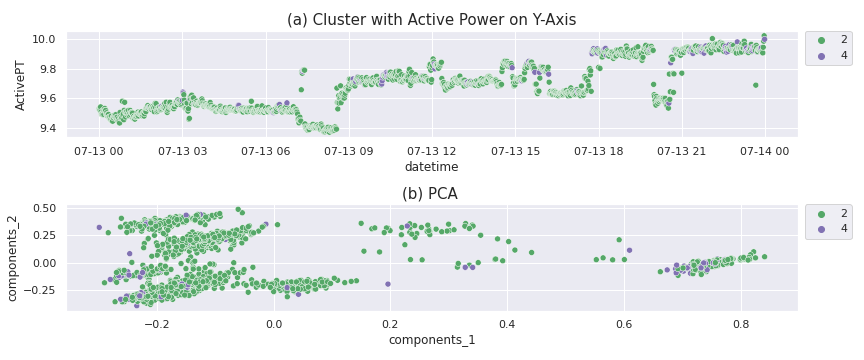 (a) Cluster with Active Power on Y-Axis
10.0
9.8
9.6
9.4
ActivePT
07-13 00 07-13 03 07-13 06 07-13 09 07-13 12 07-13 15 07-13 18 07-13 21 07-14 00
datetime
2
4
(b) PCA
0.50
0.25
0.00
−0.25
components_2
−0.2 0.0 0.2 0.4 0.6 0.8
components_1
2
4